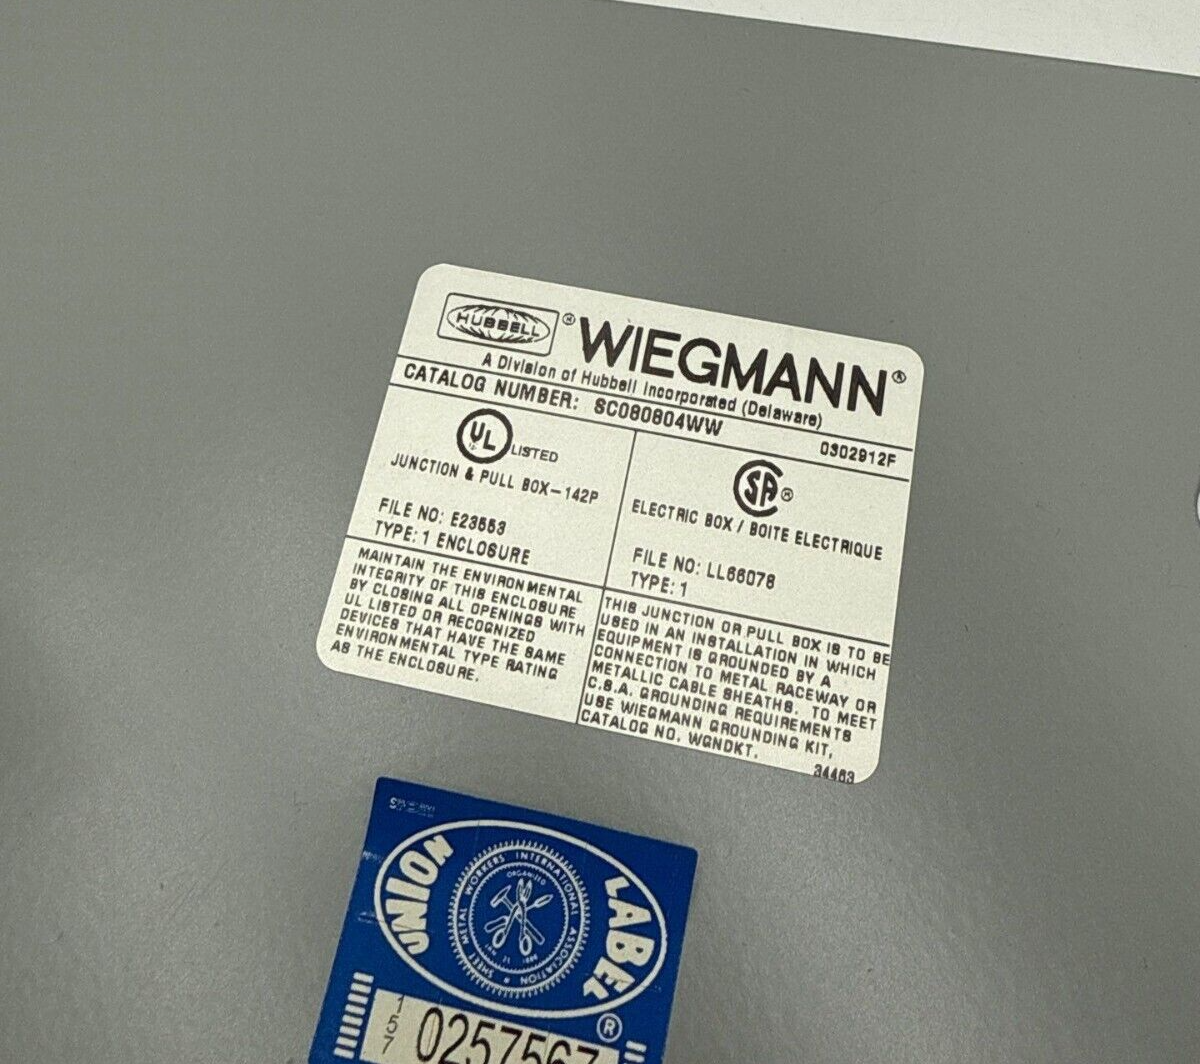 HUBBELL ® WIEGMANN ®
A Division of Hubbell Incorporated (Delaware)
CATALOG NUMBER: SC080804WW
0302912F
UL LISTED
JUNCTION & PULL BOX-142P
FILE NO: E23553
TYPE: 1 ENCLOSURE
SA ®
ELECTRIC BOX / BOITE ELECTRIQUE
FILE NO: LL66078
TYPE: 1
MAINTAIN THE ENVIRONMENTAL
INTEGRITY OF THIS ENCLOSURE
BY CLOSING ALL OPENINGS WITH
UL LISTED OR RECOGNIZED
DEVICES THAT HAVE THE SAME
ENVIRONMENTAL TYPE RATING
AS THE ENCLOSURE.
THIS JUNCTION OR PULL BOX IS TO BE
USED IN AN INSTALLATION IN WHICH
EQUIPMENT IS GROUNDED BY A
CONNECTION TO METAL RACEWAY OR
METALLIC CABLE SHEATHS. TO MEET
C.S.A. GROUNDING REQUIREMENTS
USE WIEGMANN GROUNDING KIT,
CATALOG NO. WGNDKT.
34463
UNION LABEL ®
SHEET METAL WORKERS INTERNATIONAL ASSOCIATION
ORGANIZED
157
0257567